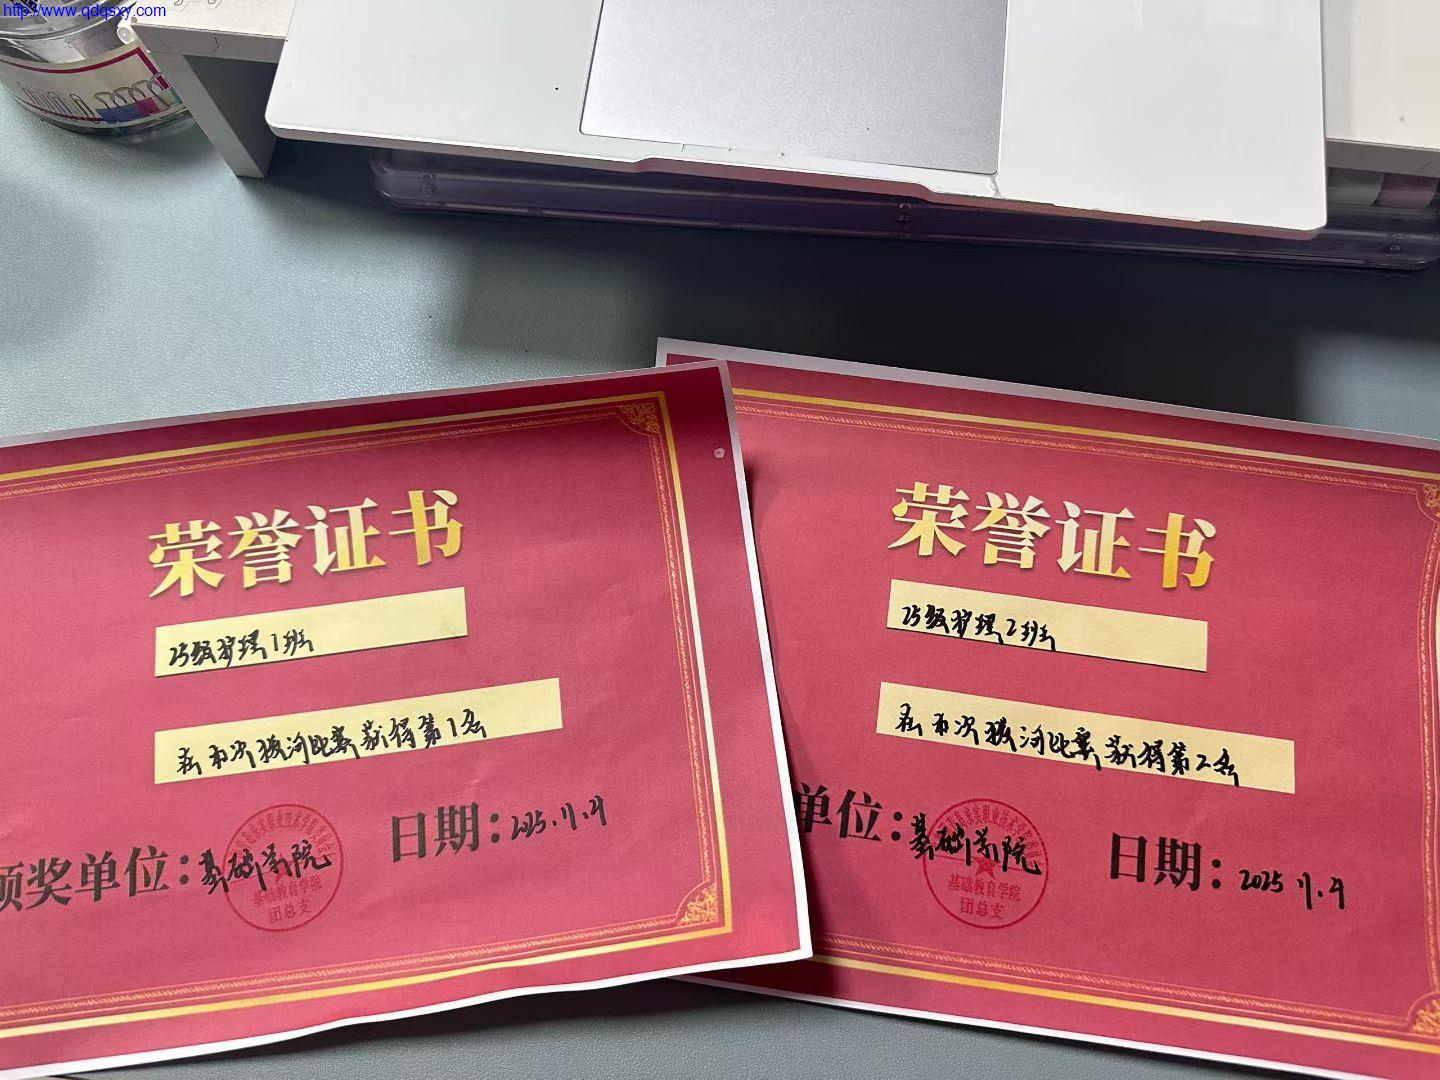 http://www.qdqsxy.com
荣誉证书
25级护理1班
在本次拔河比赛获得第1名
颁奖单位：基础学院
日期：2025.11.21
基础教育学院
团总支
荣誉证书
25级护理2班
在本次拔河比赛获得第2名
单位：基础学院
日期：2025 11.21
基础教育学院
团总支